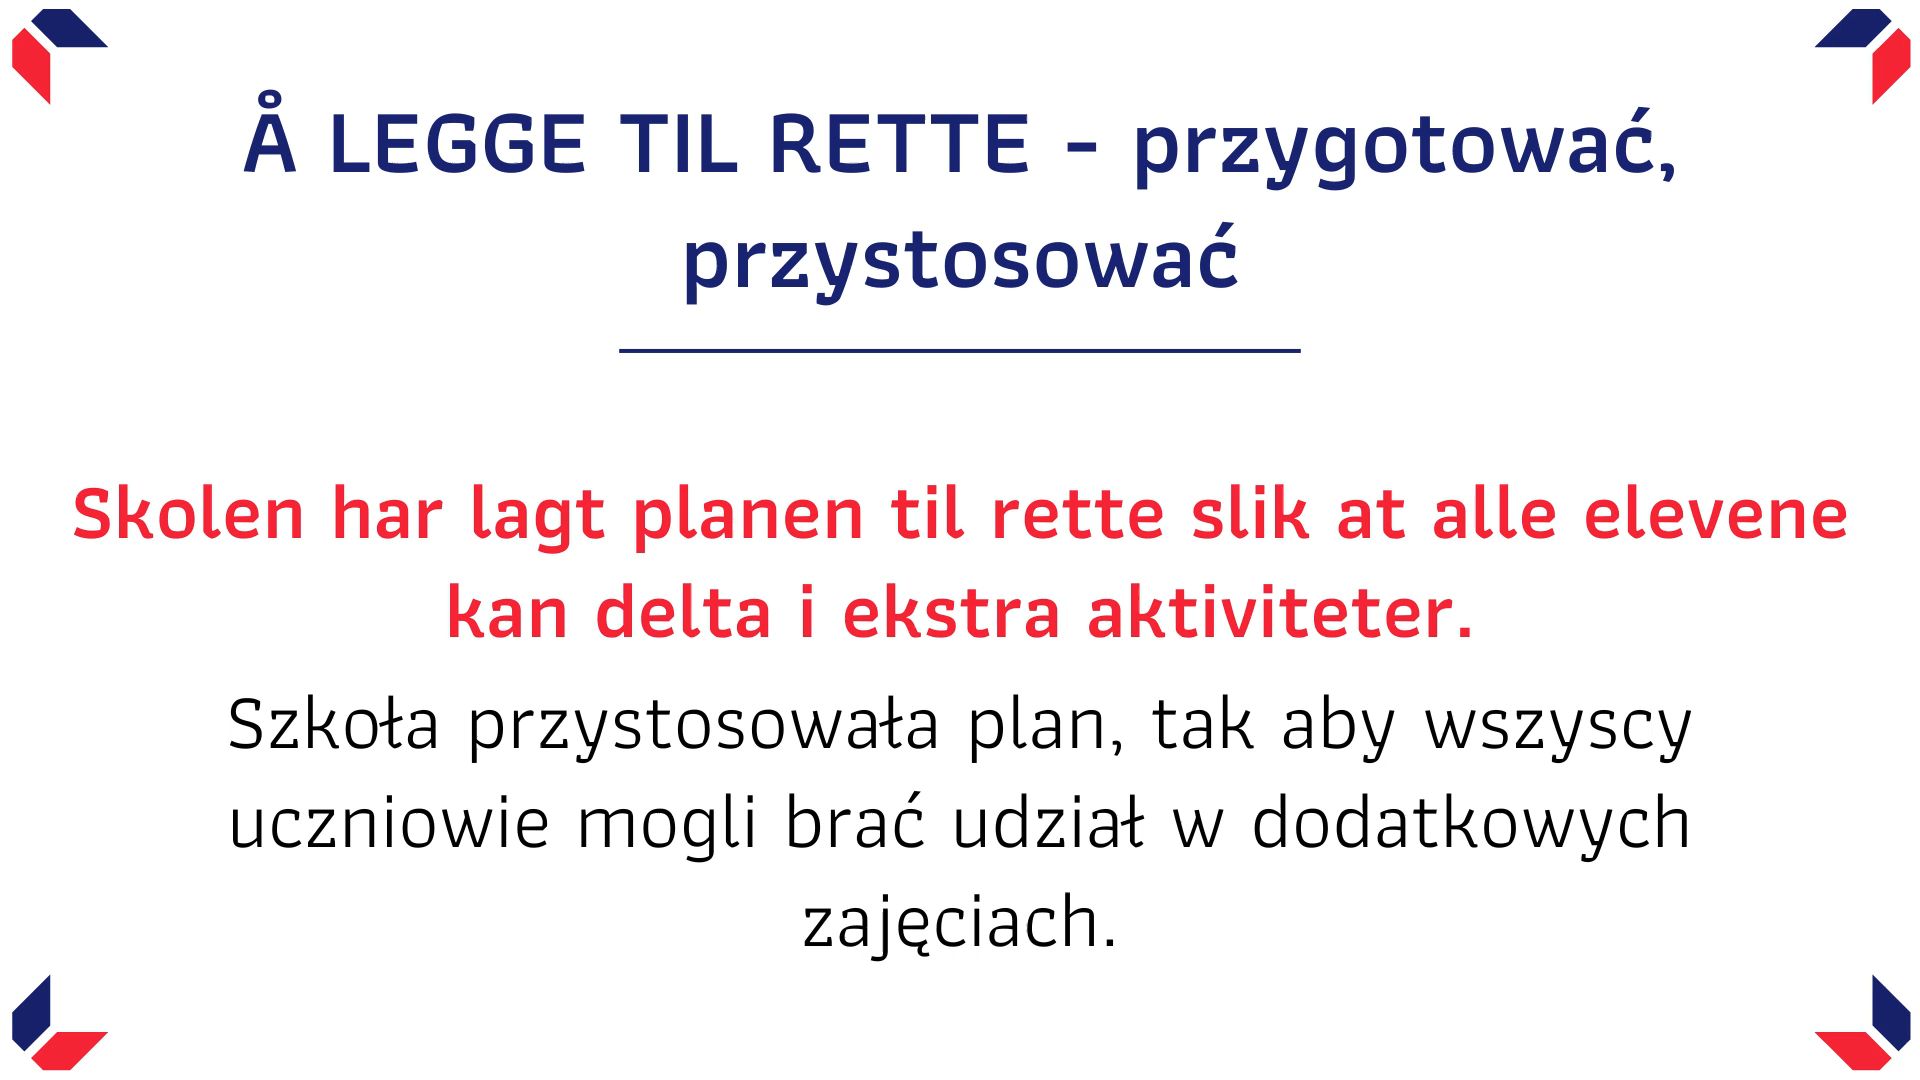 Å LEGGE TIL RETTE - przygotować,
przystosować
Skolen har lagt planen til rette slik at alle elevene
kan delta i ekstra aktiviteter.
Szkoła przystosowała plan, tak aby wszyscy
uczniowie mogli brać udział w dodatkowych
zajęciach.